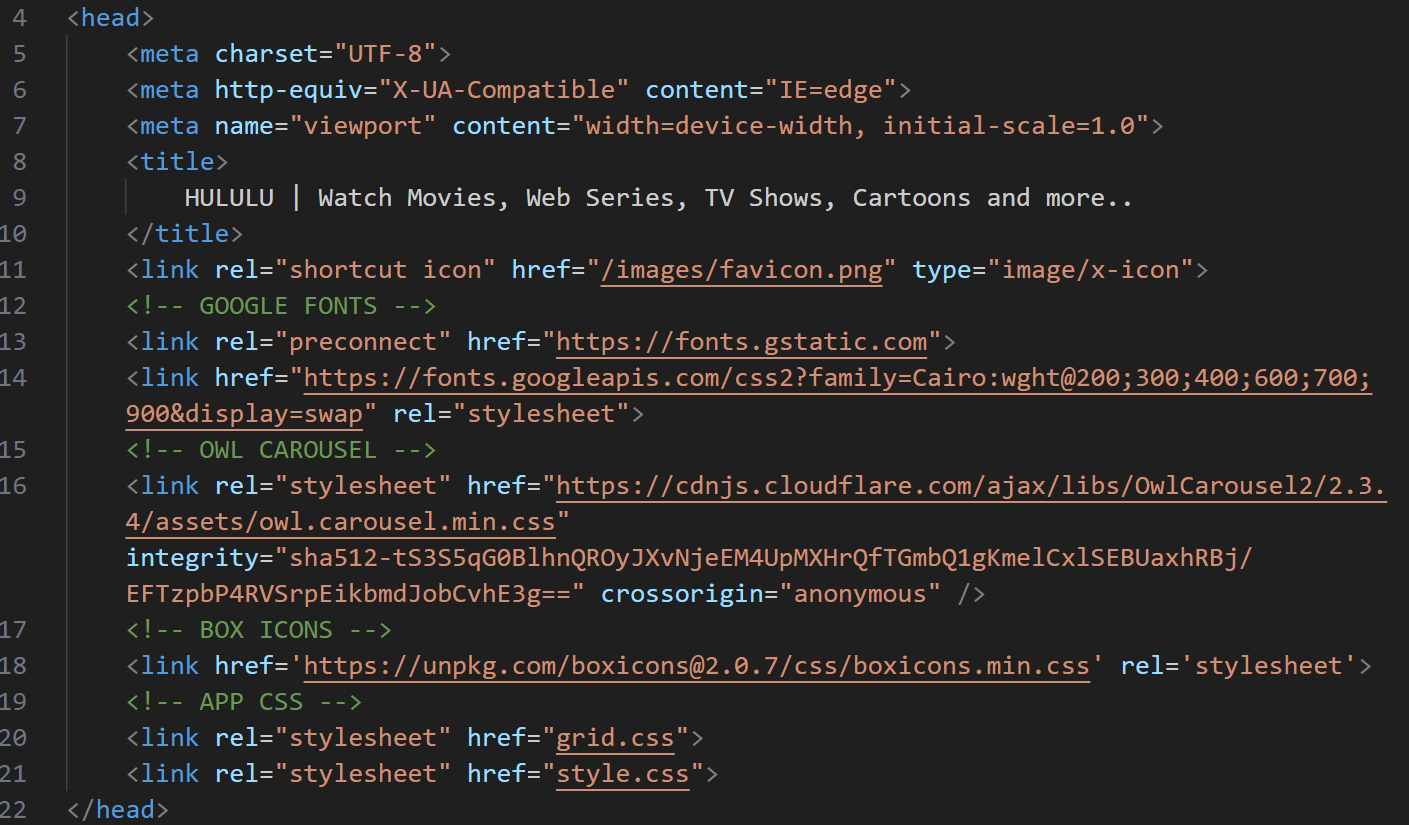 4 <head>
5 <meta charset="UTF-8">
6 <meta http-equiv="X-UA-Compatible" content="IE=edge">
7 <meta name="viewport" content="width=device-width, initial-scale=1.0">
8 <title>
9 HULULU | Watch Movies, Web Series, TV Shows, Cartoons and more..
10 </title>
11 <link rel="shortcut icon" href="/images/favicon.png" type="image/x-icon">
12 <!-- GOOGLE FONTS -->
13 <link rel="preconnect" href="https://fonts.gstatic.com">
14 <link href="https://fonts.googleapis.com/css2?family=Cairo:wght@200;300;400;600;700;
900&display=swap" rel="stylesheet">
15 <!-- OWL CAROUSEL -->
16 <link rel="stylesheet" href="https://cdnjs.cloudflare.com/ajax/libs/OwlCarousel2/2.3.
4/assets/owl.carousel.min.css"
integrity="sha512-tS3S5qG0BlhnQROyJXvNjeEM4UpMXHrQfTGmbQ1gKmelCxlSEBUaxhRBj/
EFTzpbP4RVSrpEikbmdJobCvhE3g==" crossorigin="anonymous" />
17 <!-- BOX ICONS -->
18 <link href='https://unpkg.com/boxicons@2.0.7/css/boxicons.min.css' rel='stylesheet'>
19 <!-- APP CSS -->
20 <link rel="stylesheet" href="grid.css">
21 <link rel="stylesheet" href="style.css">
22 </head>